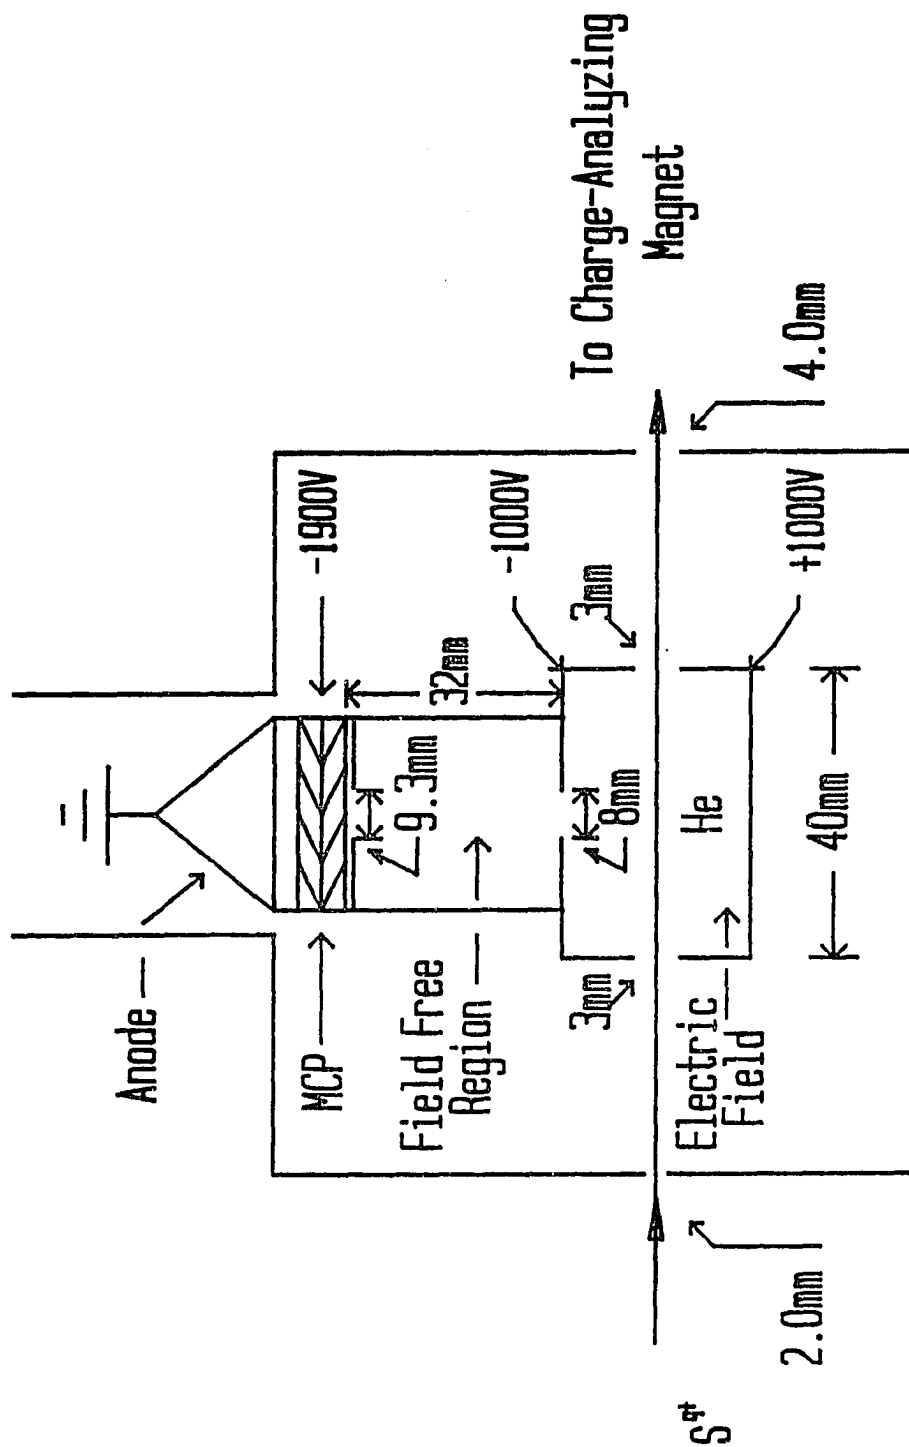 Anode
MCP
-1900V
Field Free
Region
32mm
9.3mm
-1000V
8mm
3mm
3mm
To Charge-Analyzing
Magnet
S^q+
He
Electric
Field
+1000V
40mm
2.0mm
4.0mm